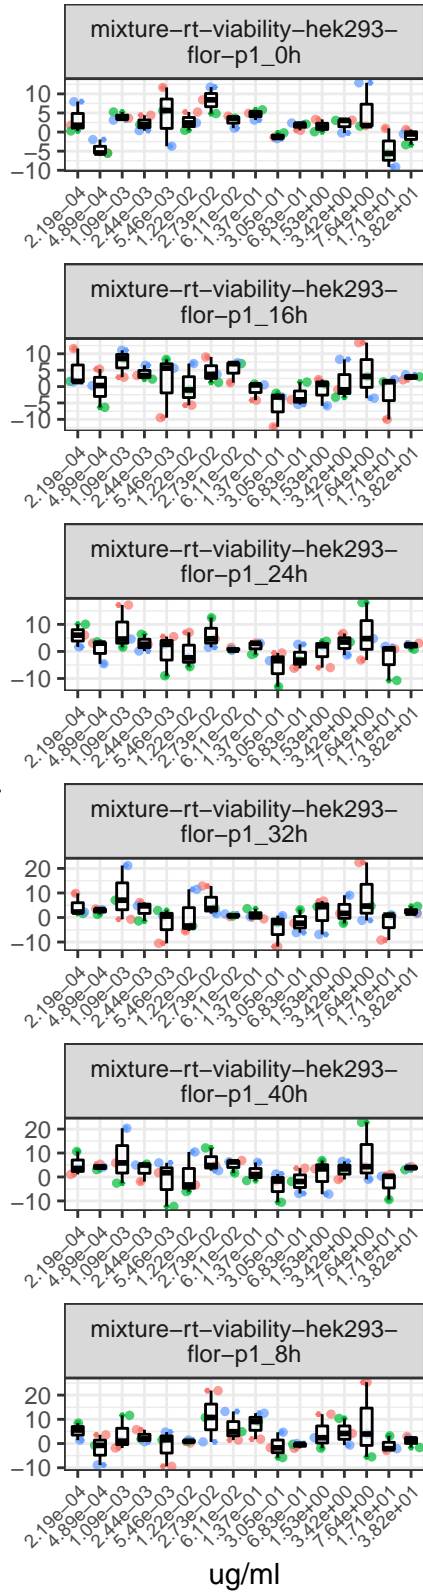 mixture−rt−viability−hek293−
flor−p1_0h
10
5
0
−5
−10
2.19e−04
4.89e−04
1.09e−03
2.44e−03
5.46e−03
1.22e−02
2.73e−02
6.11e−02
1.37e−01
3.05e−01
6.83e−01
1.53e+00
3.42e+00
7.64e+00
1.71e+01
3.82e+01
mixture−rt−viability−hek293−
flor−p1_16h
10
5
0
−5
−10
2.19e−04
4.89e−04
1.09e−03
2.44e−03
5.46e−03
1.22e−02
2.73e−02
6.11e−02
1.37e−01
3.05e−01
6.83e−01
1.53e+00
3.42e+00
7.64e+00
1.71e+01
3.82e+01
mixture−rt−viability−hek293−
flor−p1_24h
10
0
−10
2.19e−04
4.89e−04
1.09e−03
2.44e−03
5.46e−03
1.22e−02
2.73e−02
6.11e−02
1.37e−01
3.05e−01
6.83e−01
1.53e+00
3.42e+00
7.64e+00
1.71e+01
3.82e+01
mixture−rt−viability−hek293−
flor−p1_32h
20
10
0
−10
2.19e−04
4.89e−04
1.09e−03
2.44e−03
5.46e−03
1.22e−02
2.73e−02
6.11e−02
1.37e−01
3.05e−01
6.83e−01
1.53e+00
3.42e+00
7.64e+00
1.71e+01
3.82e+01
mixture−rt−viability−hek293−
flor−p1_40h
20
10
0
−10
2.19e−04
4.89e−04
1.09e−03
2.44e−03
5.46e−03
1.22e−02
2.73e−02
6.11e−02
1.37e−01
3.05e−01
6.83e−01
1.53e+00
3.42e+00
7.64e+00
1.71e+01
3.82e+01
mixture−rt−viability−hek293−
flor−p1_8h
20
10
0
−10
2.19e−04
4.89e−04
1.09e−03
2.44e−03
5.46e−03
1.22e−02
2.73e−02
6.11e−02
1.37e−01
3.05e−01
6.83e−01
1.53e+00
3.42e+00
7.64e+00
1.71e+01
3.82e+01
ug/ml